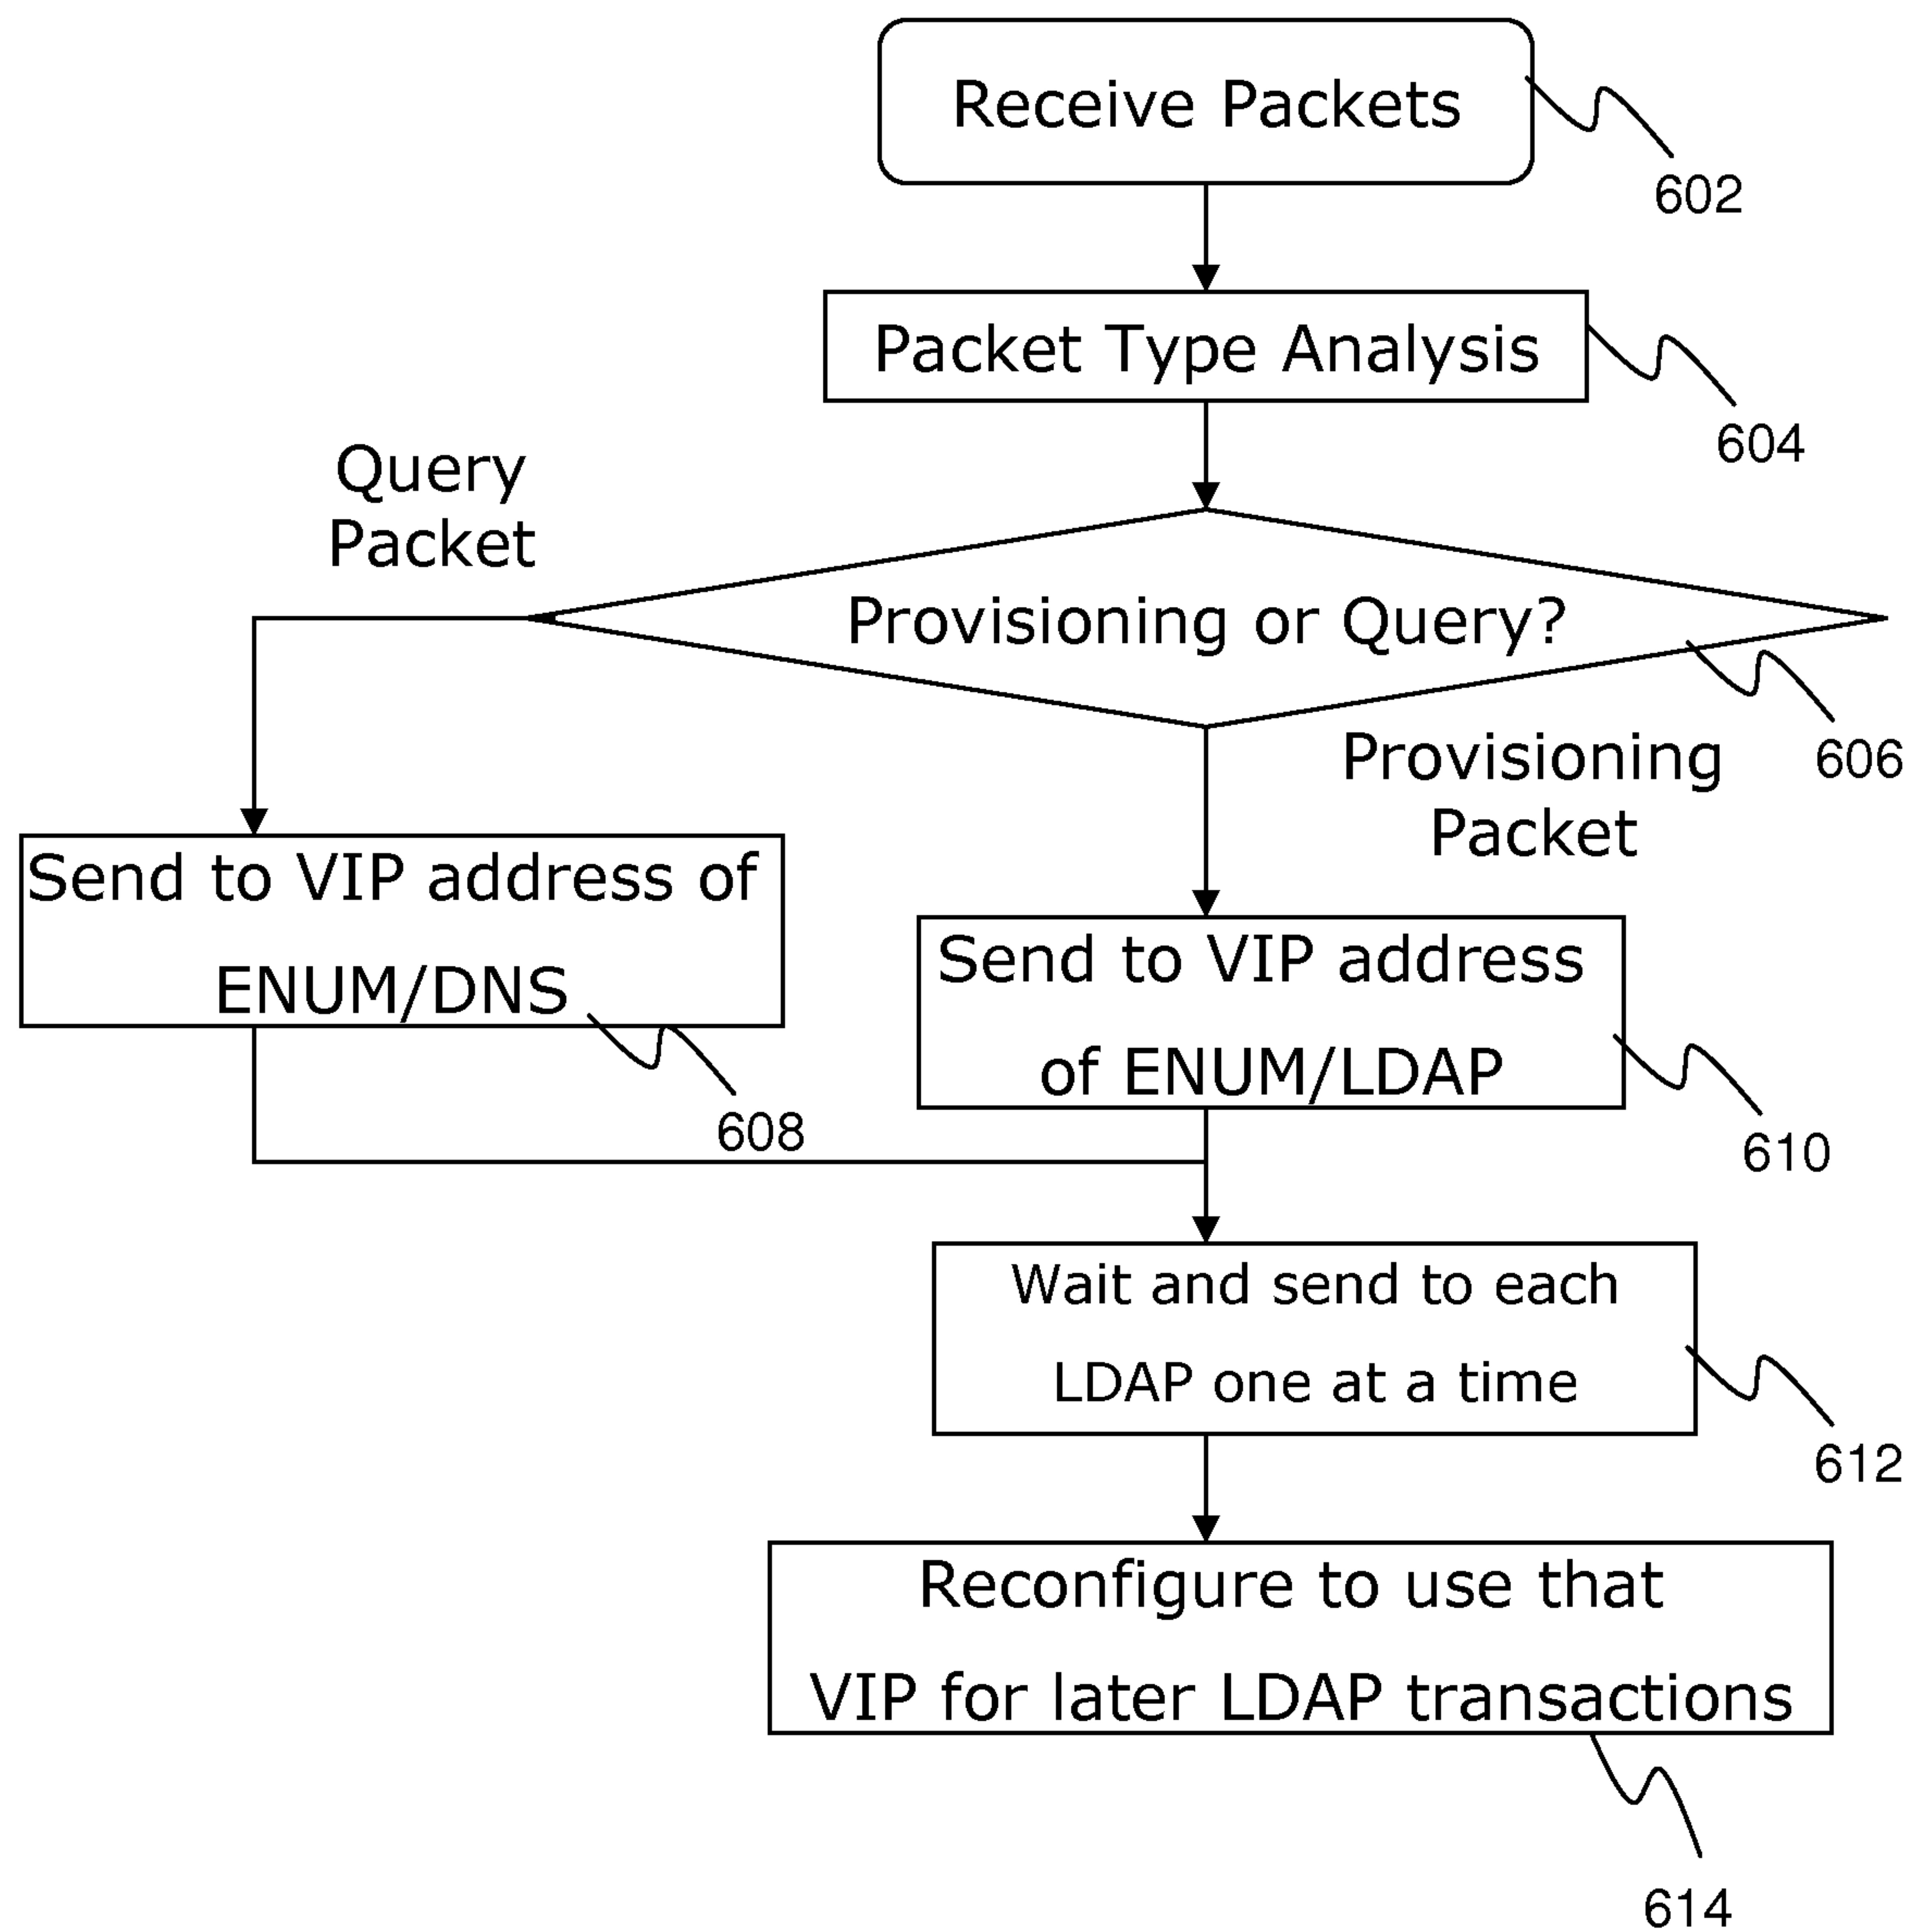 Receive Packets
602
Packet Type Analysis
604
Query
Packet
Provisioning or Query?
606
Provisioning
Packet
Send to VIP address of
ENUM/DNS
608
Send to VIP address
of ENUM/LDAP
610
Wait and send to each
LDAP one at a time
612
Reconfigure to use that
VIP for later LDAP transactions
614